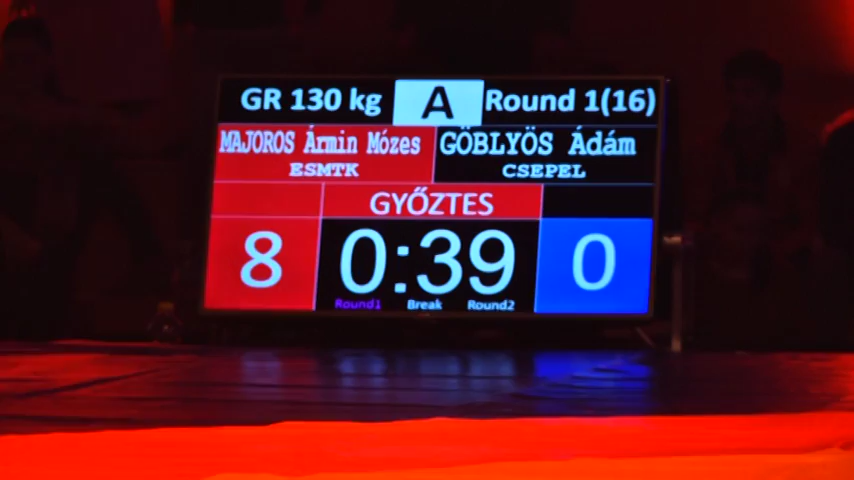 GR 130 kg A Round 1(16)
MAJOROS Ármin Mózes GÖBLYÖS Ádám
ESMTK CSEPEL
GYŐZTES
8 0:39 0
Round1 Break Round2